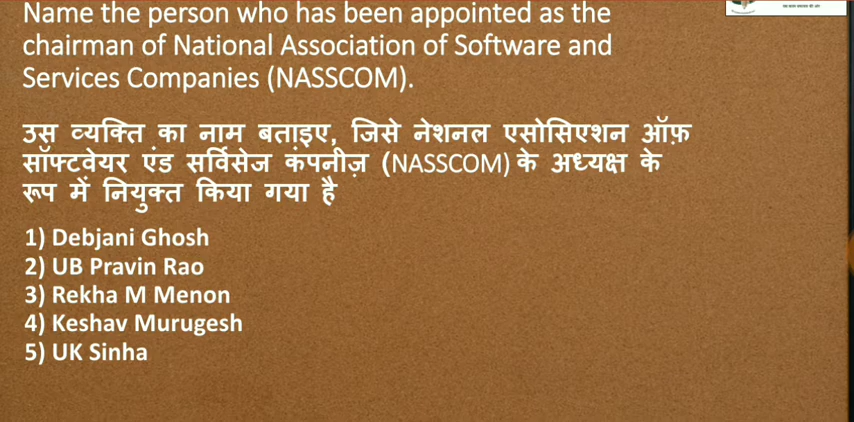 Name the person who has been appointed as the
chairman of National Association of Software and
Services Companies (NASSCOM).
उस व्यक्ति का नाम बताइए, जिसे नेशनल एसोसिएशन ऑफ़
सॉफ्टवेयर एंड सर्विसेज कंपनीज़ (NASSCOM) के अध्यक्ष के
रूप में नियुक्त किया गया है
1) Debjani Ghosh
2) UB Pravin Rao
3) Rekha M Menon
4) Keshav Murugesh
5) UK Sinha